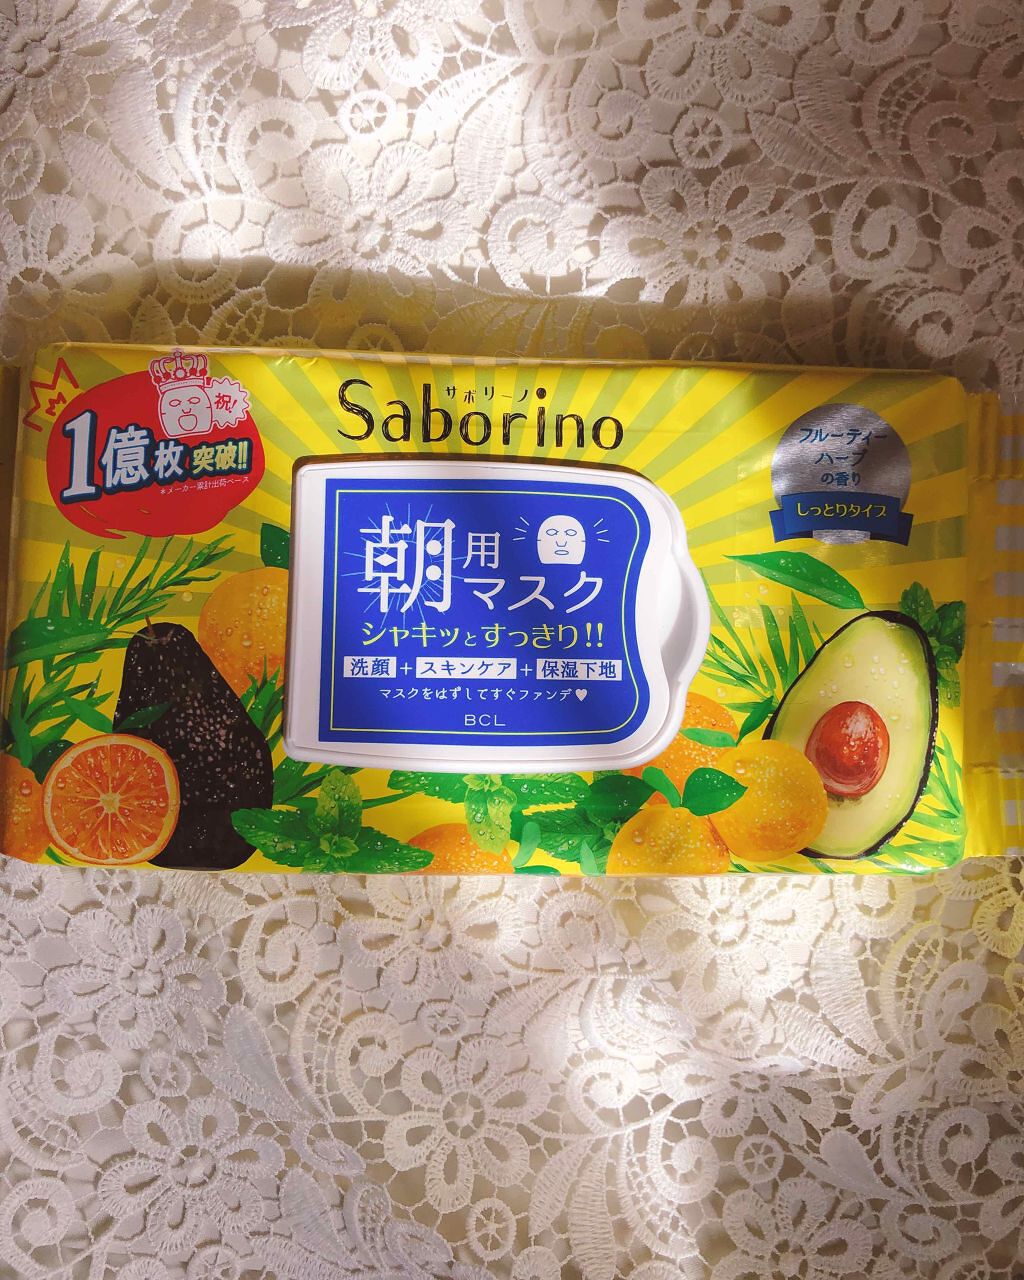 祝!
1億枚突破!!
*メーカー累計出荷ベース
サボリーノ
Saborino
フルーティー
ハーブ
の香り
しっとりタイプ
朝用
マスク
シャキッとすっきり!!
洗顔+スキンケア+保湿下地
マスクをはずしてすぐファンデ♥
BCL